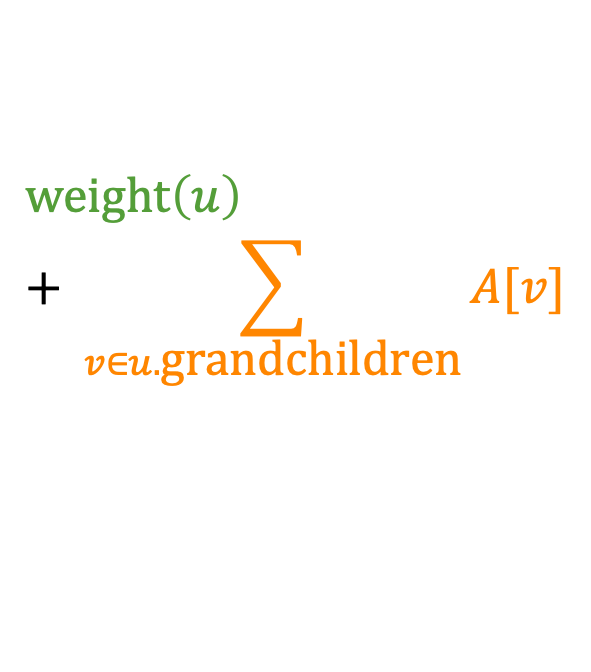 weight(𝑢)
+ ∑ 𝐴[𝑣]
𝑣∈𝑢.grandchildren